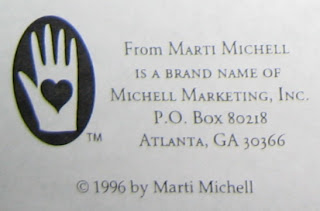 From Marti Michell
is a brand name of
Michell Marketing, Inc.
P.O. Box 80218
Atlanta, GA 30366
TM
© 1996 by Marti Michell